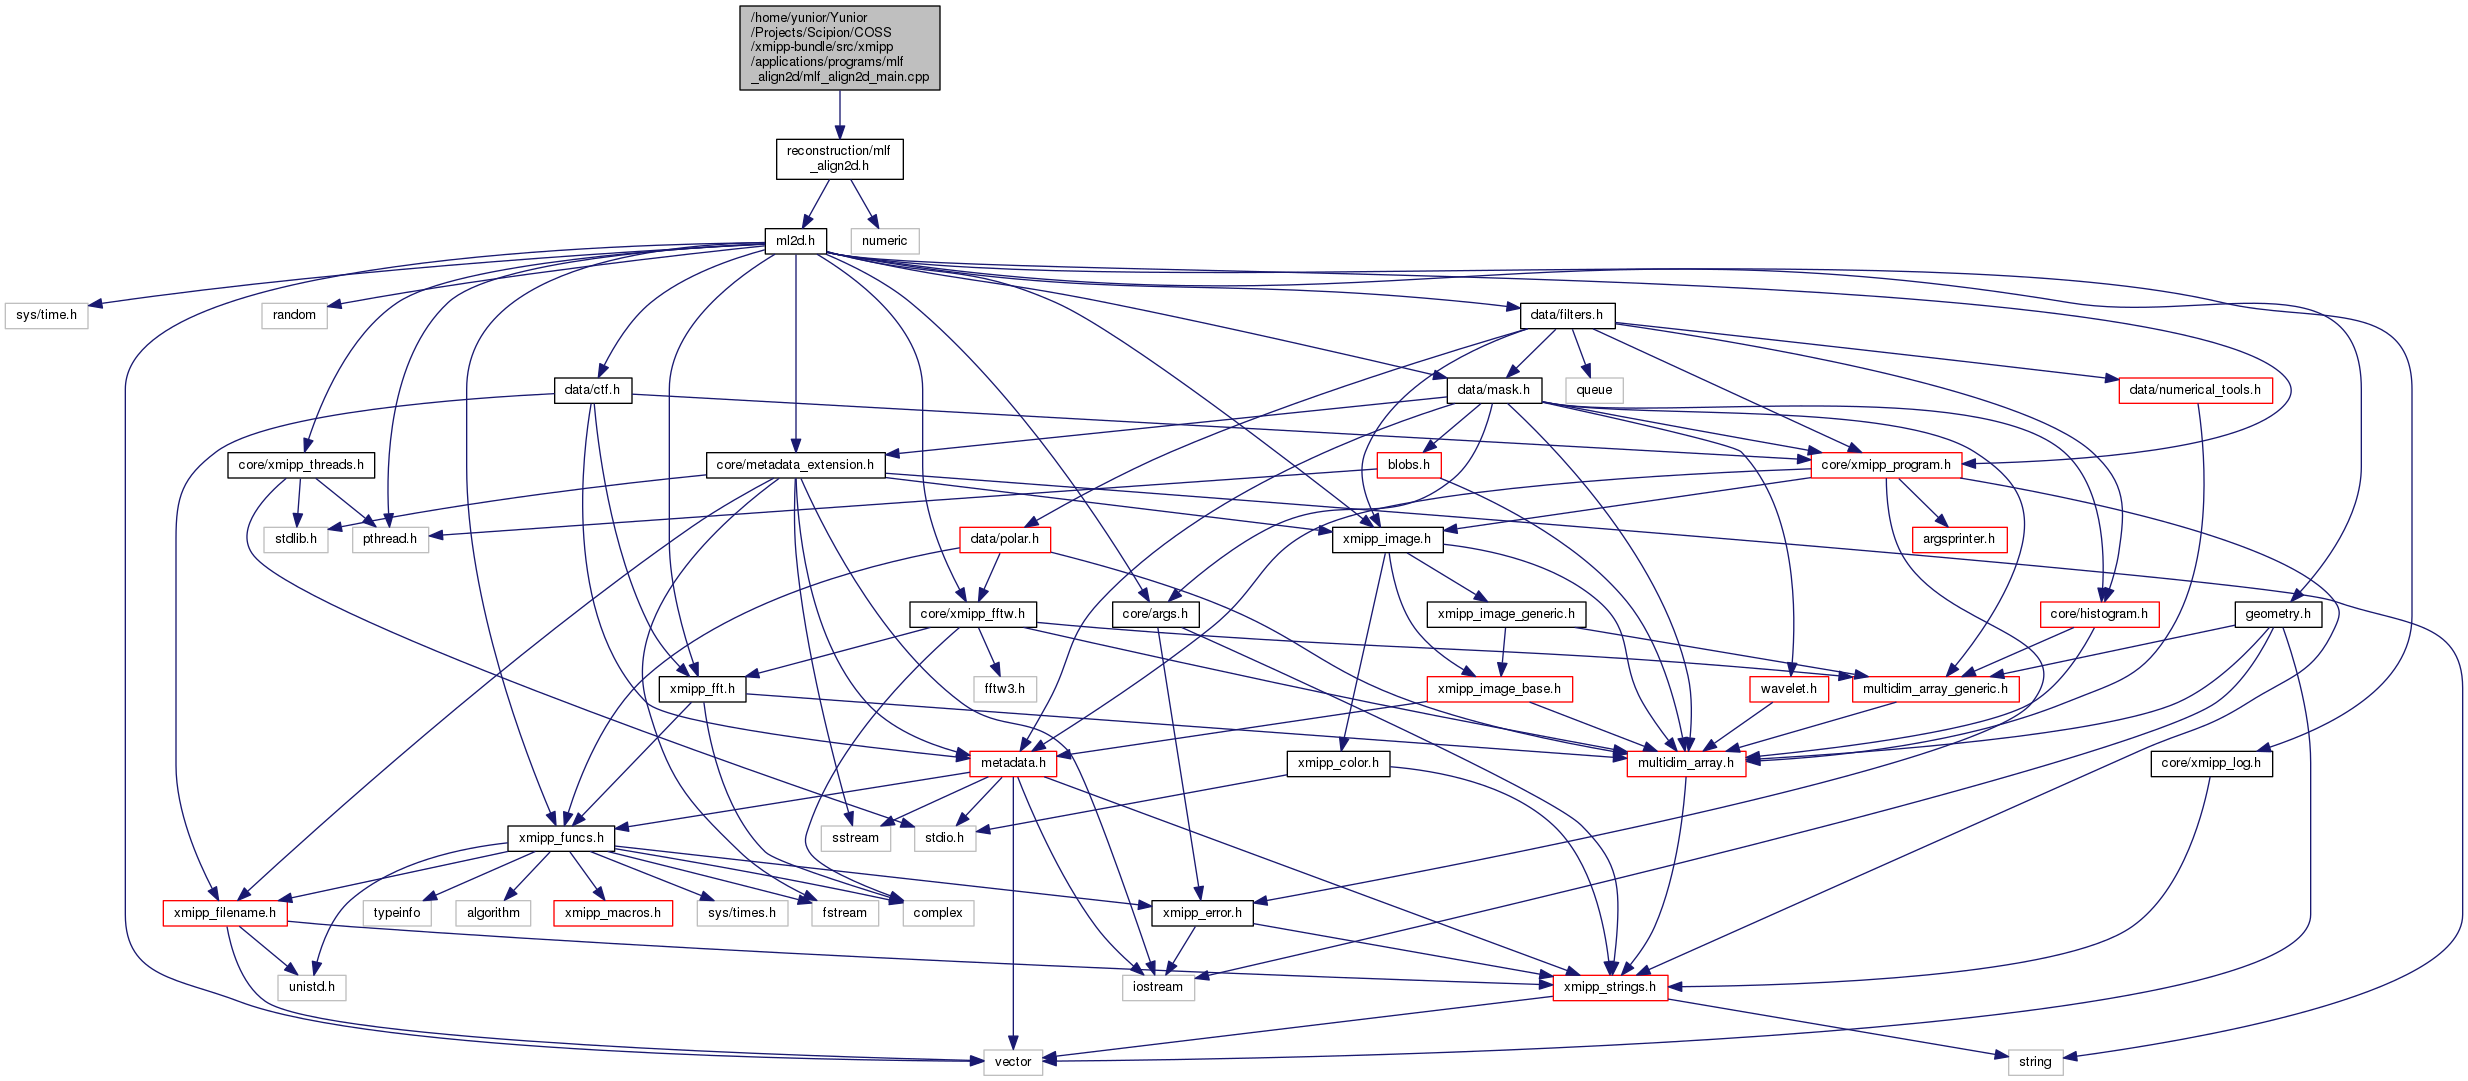 /home/yunior/Yunior
/Projects/Scipion/COSS
/xmipp-bundle/src/xmipp
/applications/programs/mlf
_align2d/mlf_align2d_main.cpp
reconstruction/mlf
_align2d.h
ml2d.h
numeric
sys/time.h
random
data/filters.h
data/ctf.h
data/mask.h
queue
data/numerical_tools.h
core/xmipp_threads.h
core/metadata_extension.h
blobs.h
core/xmipp_program.h
stdlib.h
pthread.h
data/polar.h
xmipp_image.h
argsprinter.h
core/xmipp_fftw.h
core/args.h
xmipp_image_generic.h
core/histogram.h
geometry.h
xmipp_fft.h
fftw3.h
xmipp_image_base.h
wavelet.h
multidim_array_generic.h
metadata.h
xmipp_color.h
multidim_array.h
core/xmipp_log.h
xmipp_funcs.h
sstream
stdio.h
xmipp_filename.h
typeinfo
algorithm
xmipp_macros.h
sys/times.h
fstream
complex
xmipp_error.h
unistd.h
iostream
xmipp_strings.h
vector
string